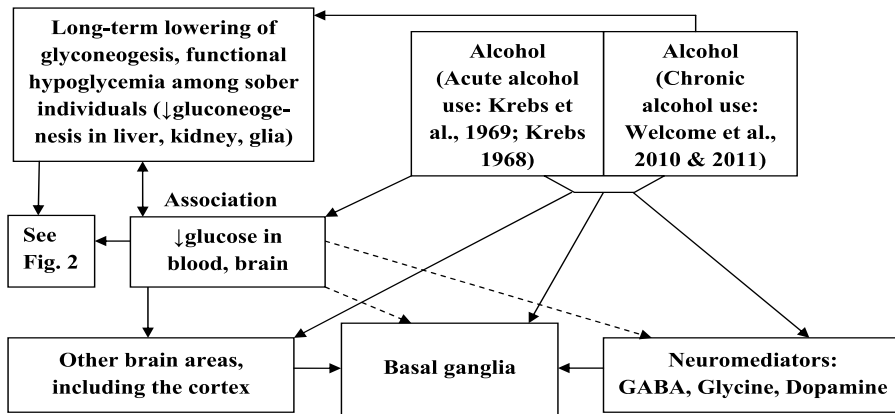 Long-term lowering of
glyconeogesis, functional
hypoglycemia among sober
individuals (↓gluconeoge-
nesis in liver, kidney, glia)
Alcohol
(Acute alcohol
use: Krebs et
al., 1969; Krebs
1968)
Alcohol
(Chronic
alcohol use:
Welcome et al.,
2010 & 2011)
Association
See
Fig. 2
↓glucose in
blood, brain
Other brain areas,
including the cortex
Basal ganglia
Neuromediators:
GABA, Glycine, Dopamine